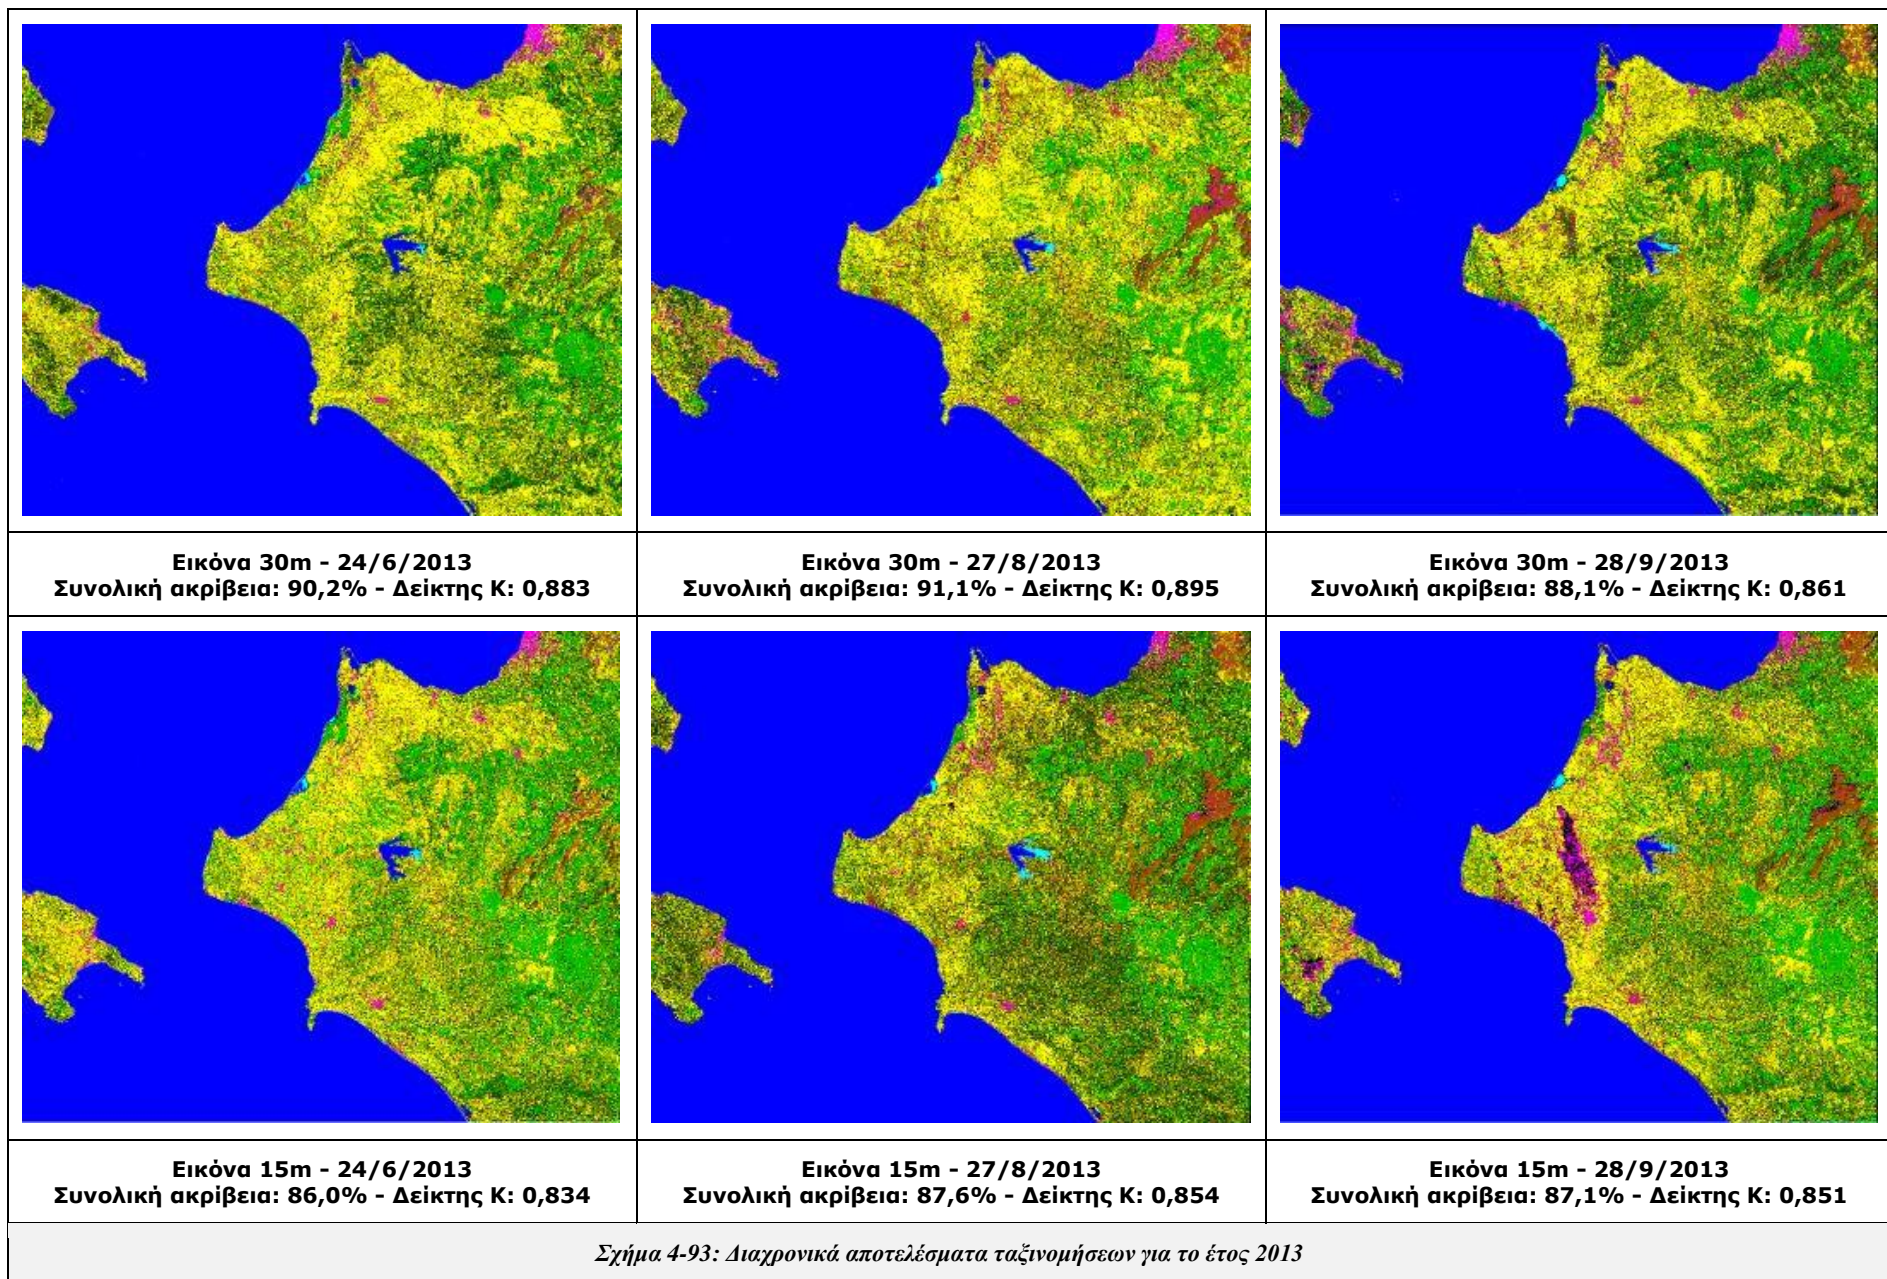 Εικόνα 30m - 24/6/2013
Συνολική ακρίβεια: 90,2% - Δείκτης Κ: 0,883
Εικόνα 30m - 27/8/2013
Συνολική ακρίβεια: 91,1% - Δείκτης Κ: 0,895
Εικόνα 30m - 28/9/2013
Συνολική ακρίβεια: 88,1% - Δείκτης Κ: 0,861
Εικόνα 15m - 24/6/2013
Συνολική ακρίβεια: 86,0% - Δείκτης Κ: 0,834
Εικόνα 15m - 27/8/2013
Συνολική ακρίβεια: 87,6% - Δείκτης Κ: 0,854
Εικόνα 15m - 28/9/2013
Συνολική ακρίβεια: 87,1% - Δείκτης Κ: 0,851
Σχήμα 4-93: Διαχρονικά αποτελέσματα ταξινομήσεων για το έτος 2013